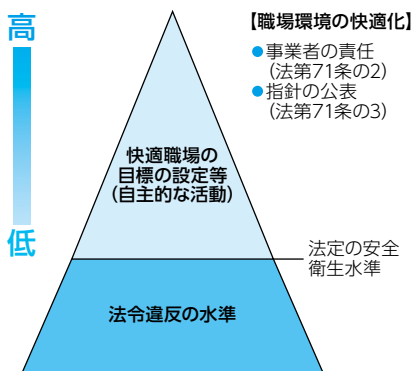 高
低
【職場環境の快適化】
●事業者の責任
(法第71条の2)
●指針の公表
(法第71条の3)
快適職場の
目標の設定等
(自主的な活動)
法定の安全
衛生水準
法令違反の水準